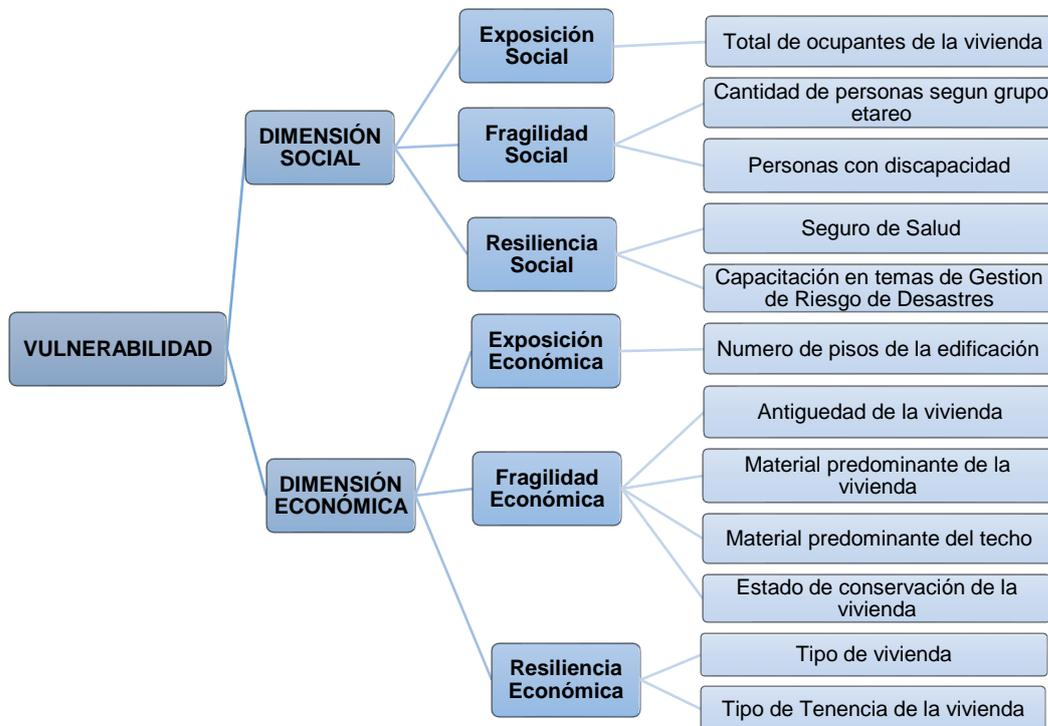 VULNERABILIDAD
DIMENSIÓN
SOCIAL
Exposición
Social
Total de ocupantes de la vivienda
Fragilidad
Social
Cantidad de personas segun grupo
etareo
Personas con discapacidad
Resiliencia
Social
Seguro de Salud
Capacitación en temas de Gestion
de Riesgo de Desastres
DIMENSIÓN
ECONÓMICA
Exposición
Económica
Numero de pisos de la edificación
Fragilidad
Económica
Antiguedad de la vivienda
Material predominante de la
vivienda
Material predominante del techo
Estado de conservación de la
vivienda
Resiliencia
Económica
Tipo de vivienda
Tipo de Tenencia de la vivienda